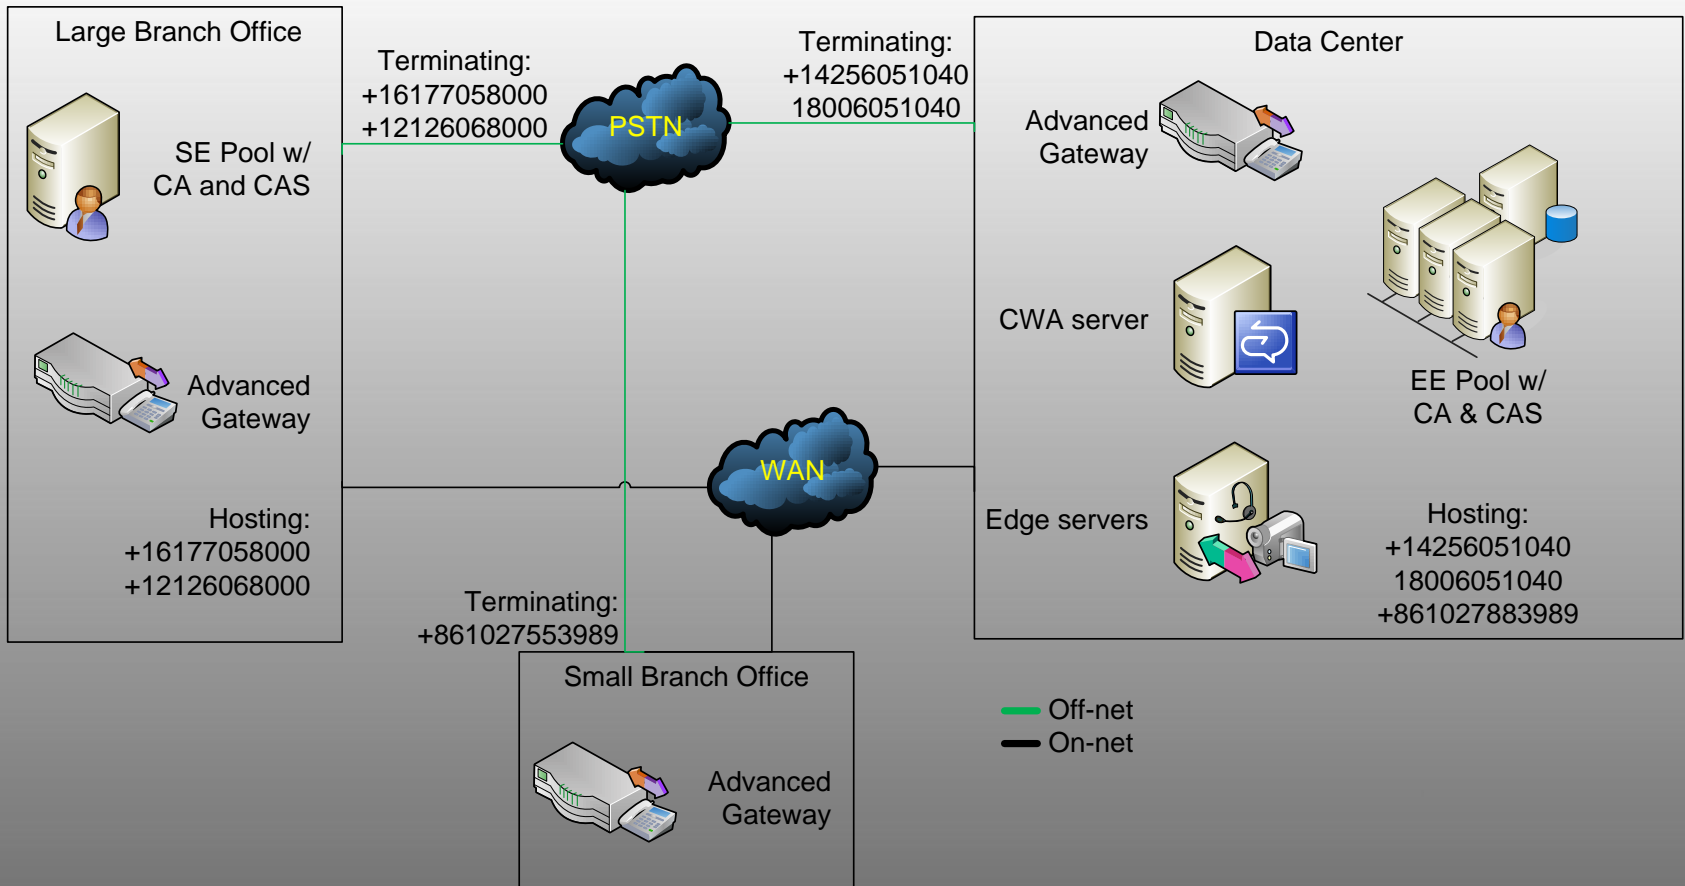 Large Branch Office
SE Pool w/
CA and CAS
Advanced
Gateway
Hosting:
+16177058000
+12126068000
Terminating:
+16177058000
+12126068000
PSTN
Terminating:
+14256051040
18006051040
WAN
Terminating:
+861027553989
Small Branch Office
Advanced
Gateway
Data Center
Advanced
Gateway
CWA server
EE Pool w/
CA & CAS
Edge servers
Hosting:
+14256051040
18006051040
+861027883989
Off-net
On-net